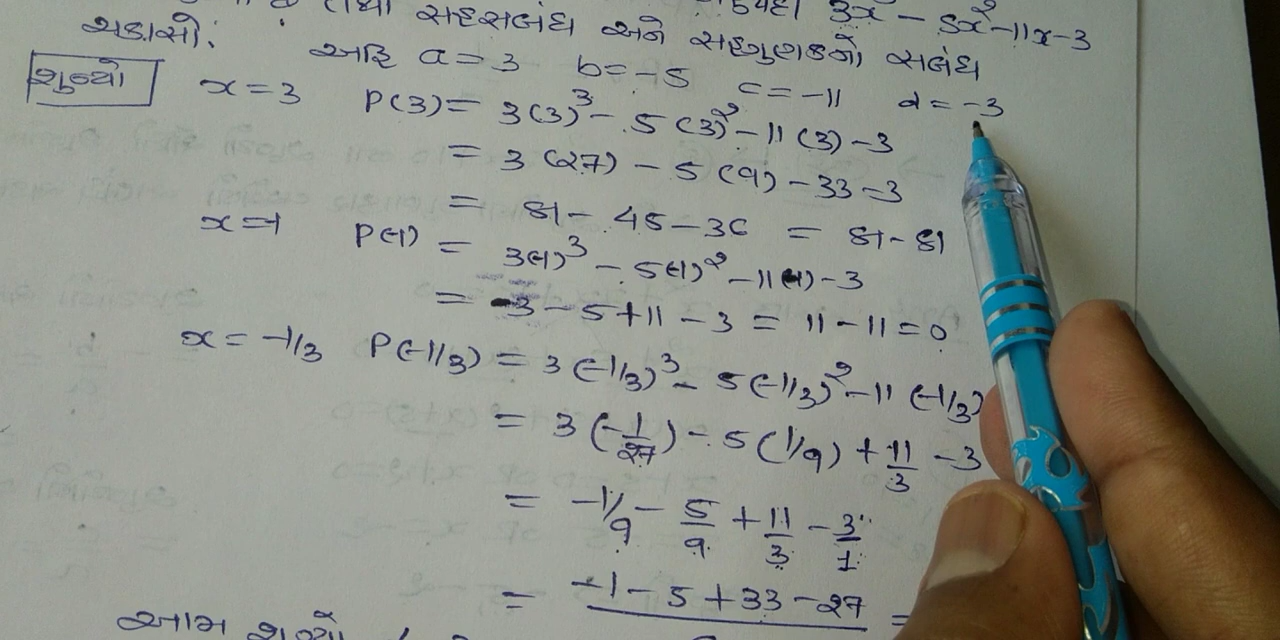 તથા સહસંબંધ 3x³ - 5x² - 11x - 3
ચકાસો. અને સહગુણકનો સબંધ
શુન્યો અહિ a = 3 b = -5 c = -11 d = -3
x = 3 P(3) = 3(3)³ - 5(3)² - 11(3) - 3
= 3(27) - 5(9) - 33 - 3
= 81 - 45 - 36 = 81 - 81
x = -1 P(-1) = 3(-1)³ - 5(-1)² - 11(-1) - 3
= -3 - 5 + 11 - 3 = 11 - 11 = 0
x = -1/3 P(-1/3) = 3(-1/3)³ - 5(-1/3)² - 11(-1/3)
= 3(-1/27) - 5(1/9) + 11/3 - 3
= -1/9 - 5/9 + 11/3 - 3/1
= -1 - 5 + 33 - 27 =
આમ શુન્યો